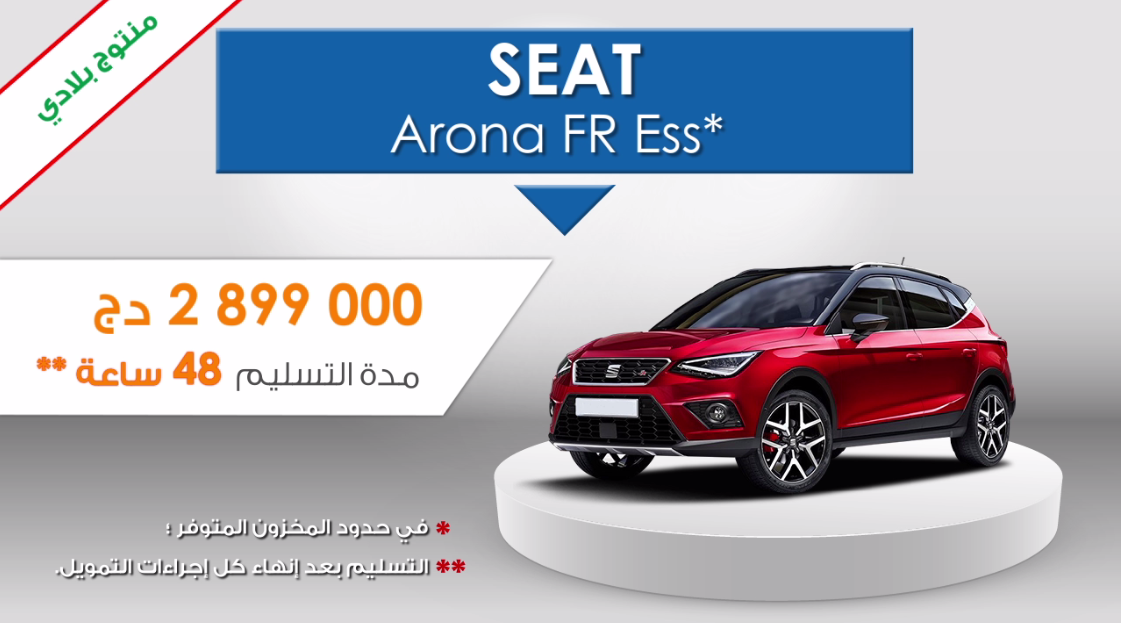 منتوج بلادي
SEAT
Arona FR Ess*
2 899 000 دج
مدة التسليم 48 ساعة **
* في حدود المخزون المتوفر ؛
** التسليم بعد إنهاء كل إجراءات التمويل.